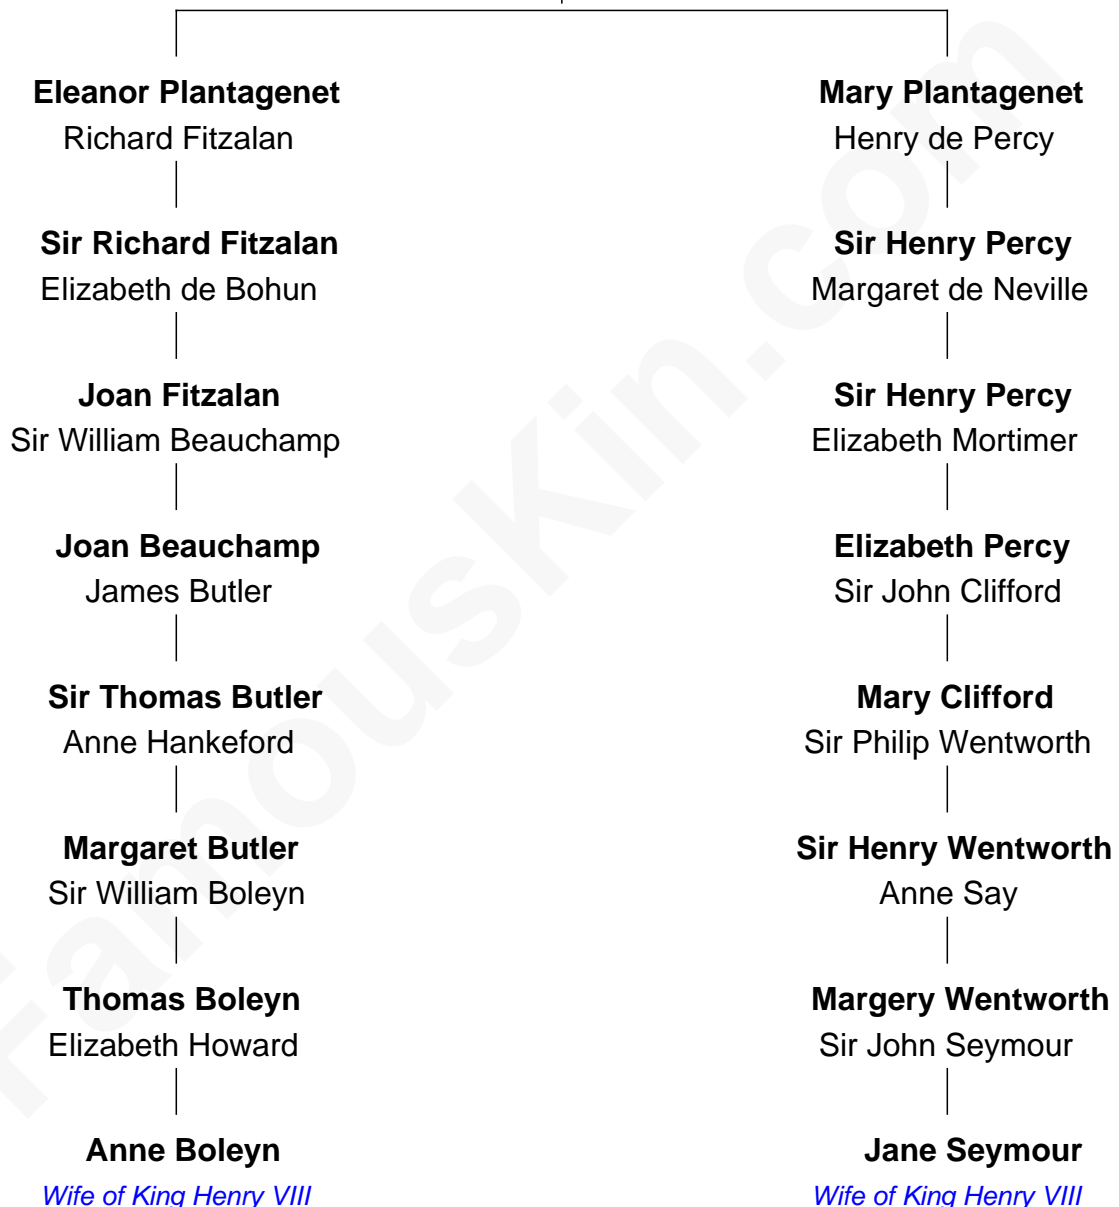 Eleanor Plantagenet
Richard Fitzalan
Sir Richard Fitzalan
Elizabeth de Bohun
Joan Fitzalan
Sir William Beauchamp
Joan Beauchamp
James Butler
Sir Thomas Butler
Anne Hankeford
Margaret Butler
Sir William Boleyn
Thomas Boleyn
Elizabeth Howard
Anne Boleyn
Wife of King Henry VIII
Mary Plantagenet
Henry de Percy
Sir Henry Percy
Margaret de Neville
Sir Henry Percy
Elizabeth Mortimer
Elizabeth Percy
Sir John Clifford
Mary Clifford
Sir Philip Wentworth
Sir Henry Wentworth
Anne Say
Margery Wentworth
Sir John Seymour
Jane Seymour
Wife of King Henry VIII
FamousKin.com